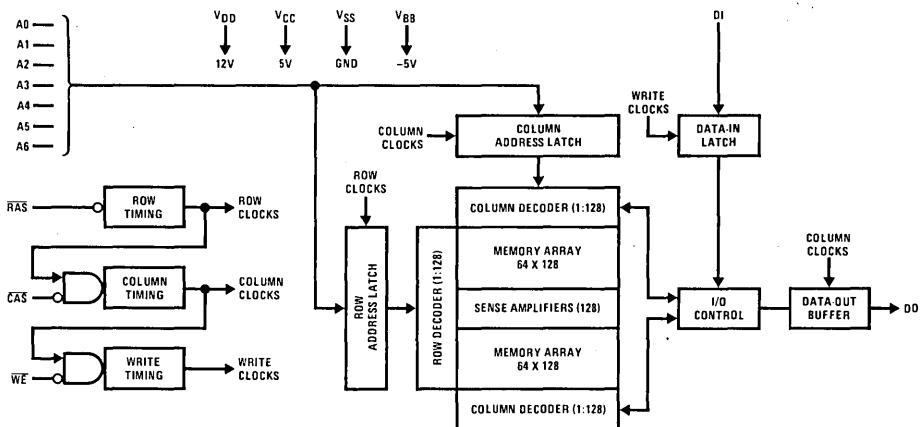 A0
A1
A2
A3
A4
A5
A6
VDD
12V
VCC
5V
VSS
GND
VBB
–5V
DI
COLUMN
CLOCKS
COLUMN
ADDRESS LATCH
WRITE
CLOCKS
DATA-IN
LATCH
RAS
ROW
TIMING
ROW
CLOCKS
CAS
COLUMN
TIMING
COLUMN
CLOCKS
WE
WRITE
TIMING
WRITE
CLOCKS
ROW
CLOCKS
ROW
ADDRESS LATCH
ROW DECODER (1:128)
COLUMN DECODER (1:128)
MEMORY ARRAY
64 X 128
SENSE AMPLIFIERS (128)
MEMORY ARRAY
64 X 128
COLUMN DECODER (1:128)
I/O
CONTROL
COLUMN
CLOCKS
DATA-OUT
BUFFER
DO